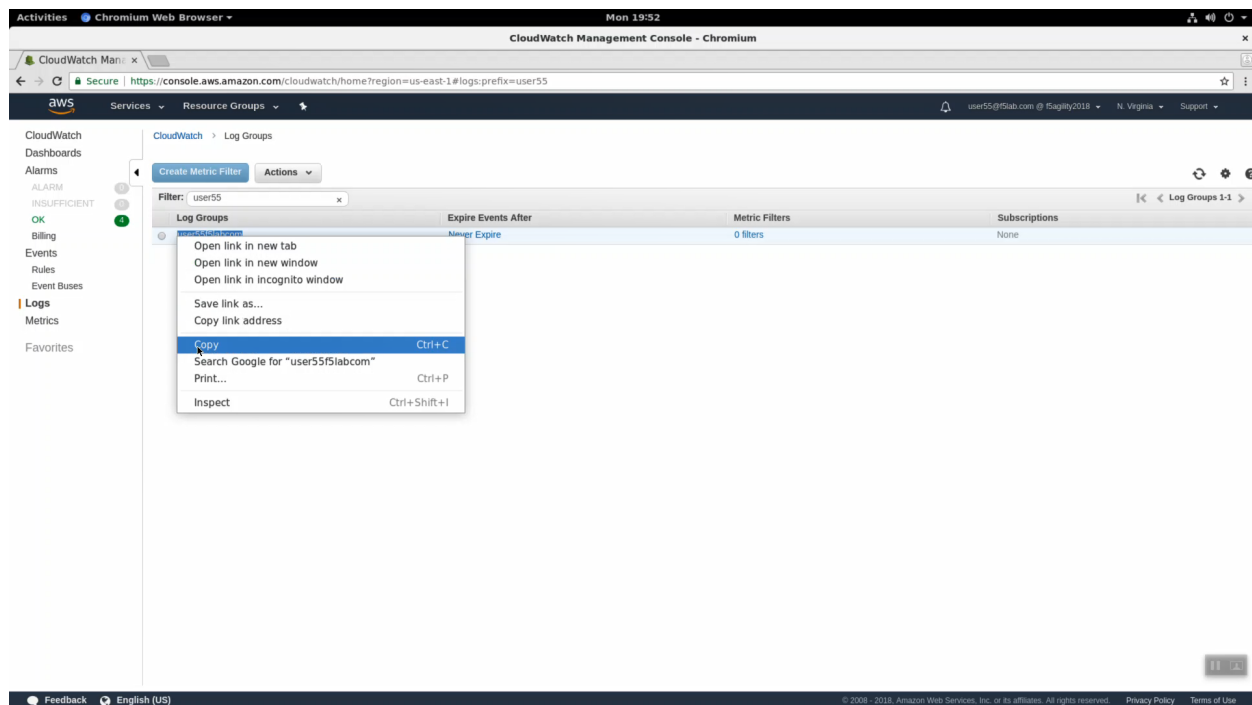 Activities Chromium Web Browser Mon 19:52
CloudWatch Management Console - Chromium ×
CloudWatch Man ×
Secure | https://console.aws.amazon.com/cloudwatch/home?region=us-east-1#logs:prefix=user55
aws Services Resource Groups user55@f5lab.com @ f5agility2018 N. Virginia Support
CloudWatch
Dashboards
Alarms
ALARM 0
INSUFFICIENT 0
OK 4
Billing
Events
Rules
Event Buses
Logs
Metrics
Favorites
CloudWatch > Log Groups
Create Metric Filter Actions
Filter: user55 × Log Groups 1-1
Log Groups Expire Events After Metric Filters Subscriptions
user55f5labcom Never Expire 0 filters None
Open link in new tab
Open link in new window
Open link in incognito window
Save link as...
Copy link address
Copy Ctrl+C
Search Google for “user55f5labcom”
Print... Ctrl+P
Inspect Ctrl+Shift+I
Feedback English (US) © 2008 - 2018, Amazon Web Services, Inc. or its affiliates. All rights reserved. Privacy Policy Terms of Use